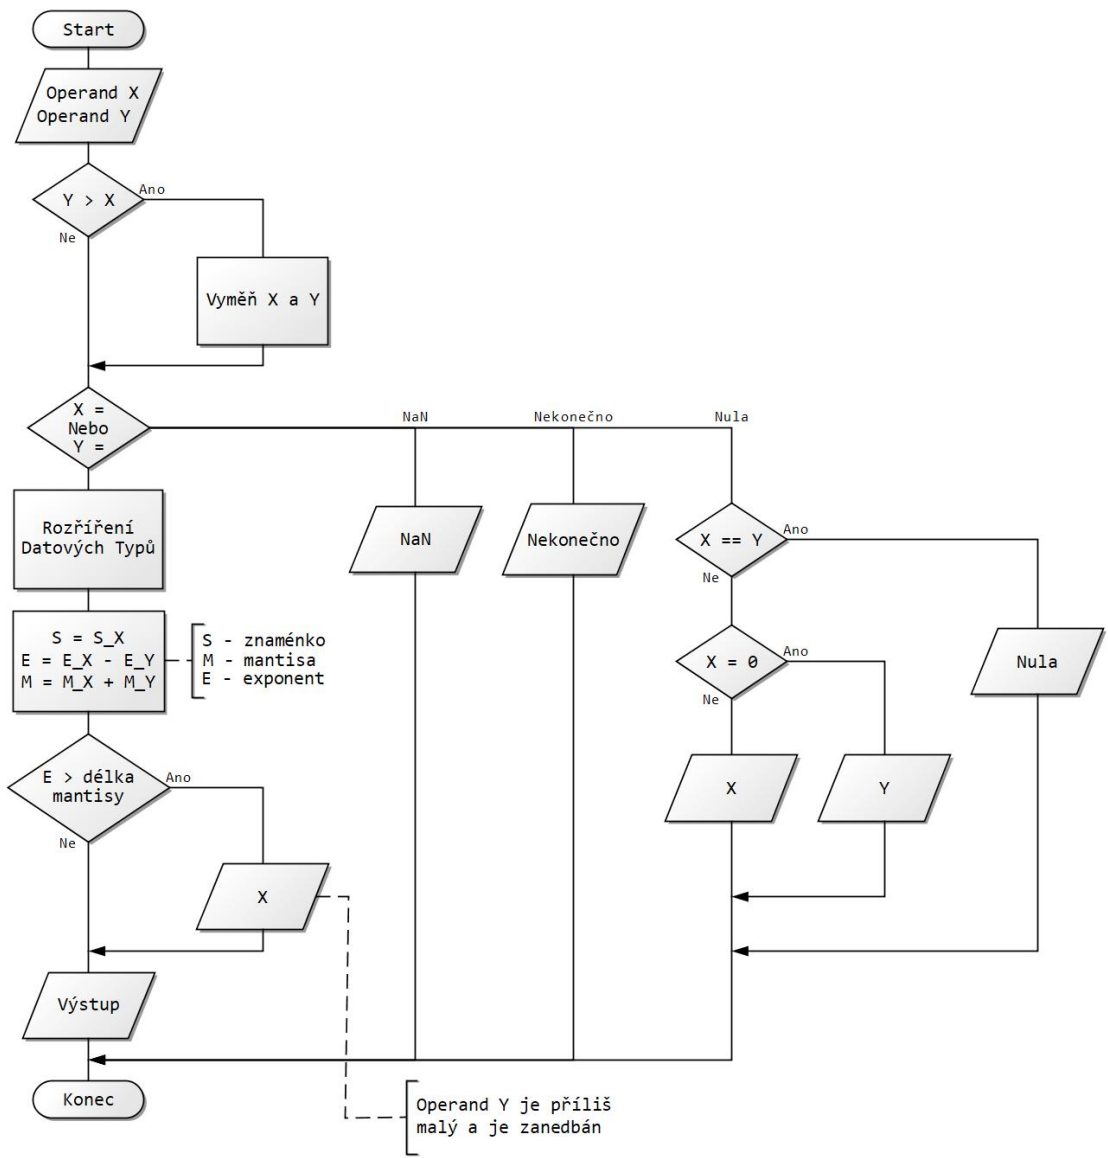 Start
Operand X
Operand Y
Y > X
Ano
Ne
Vyměň X a Y
X =
Nebo
Y =
NaN
Nekonečno
Nula
Rozříření
Datových Typů
NaN
Nekonečno
X == Y
Ano
Ne
S = S_X
E = E_X - E_Y
M = M_X + M_Y
S - znaménko
M - mantisa
E - exponent
X = 0
Ano
Ne
Nula
E > délka
mantisy
Ano
Ne
X
Y
X
Výstup
Konec
Operand Y je příliš
malý a je zanedbán